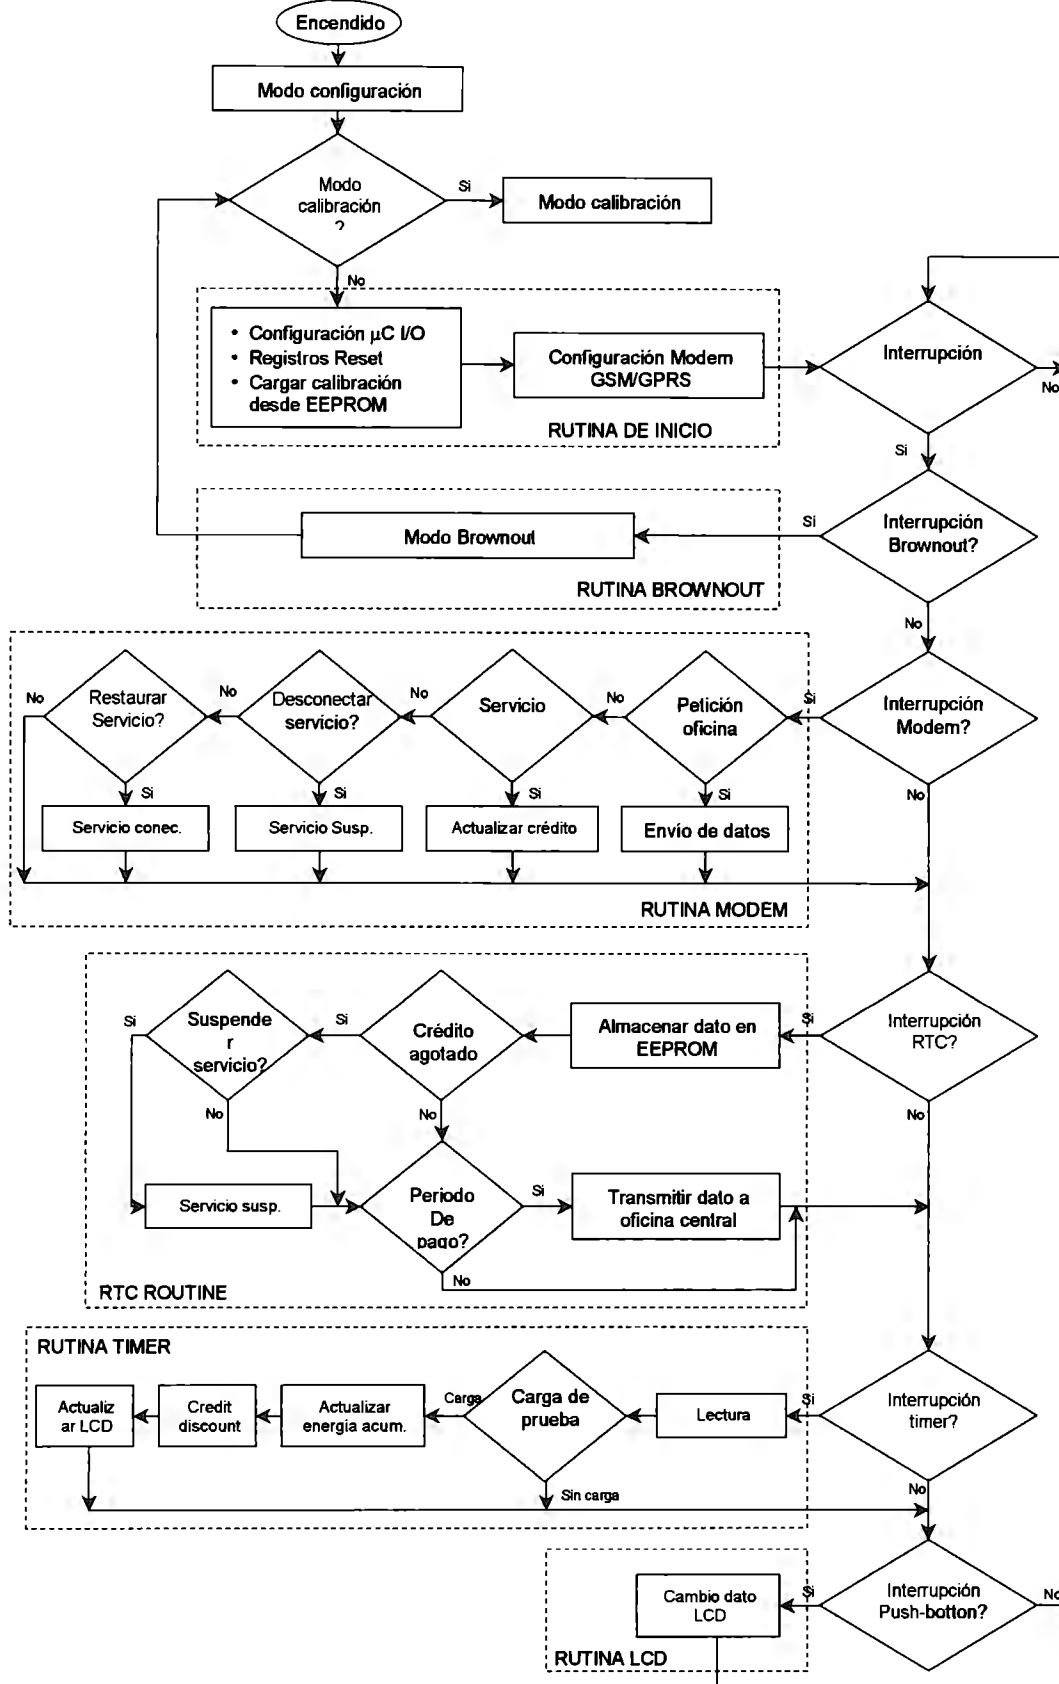 Encendido
Modo configuración
Modo
calibración
?
Si
Modo calibración
No
• Configuración µC I/O
• Registros Reset
• Cargar calibración
desde EEPROM
Configuración Modem
GSM/GPRS
RUTINA DE INICIO
Interrupción
No
Si
Interrupción
Brownout?
Si
Modo Brownout
RUTINA BROWNOUT
No
Interrupción
Modem?
Si
Petición
oficina
No
Servicio
No
Desconectar
servicio?
No
Restaurar
Servicio?
No
Si
Si
Si
Si
Servicio conec.
Servicio Susp.
Actualizar crédito
Envío de datos
RUTINA MODEM
No
Interrupción
RTC?
Si
Almacenar dato en
EEPROM
Crédito
agotado
Si
Suspende
r
servicio?
Si
No
No
Servicio susp.
Periodo
De
pago?
Si
Transmitir dato a
oficina central
No
RTC ROUTINE
No
RUTINA TIMER
Interrupción
timer?
Si
Lectura
Carga de
prueba
Carga
Actualizar
energía acum.
Credit
discount
Actualiz
ar LCD
Sin carga
No
Interrupción
Push-botton?
No
Si
Cambio dato
LCD
RUTINA LCD